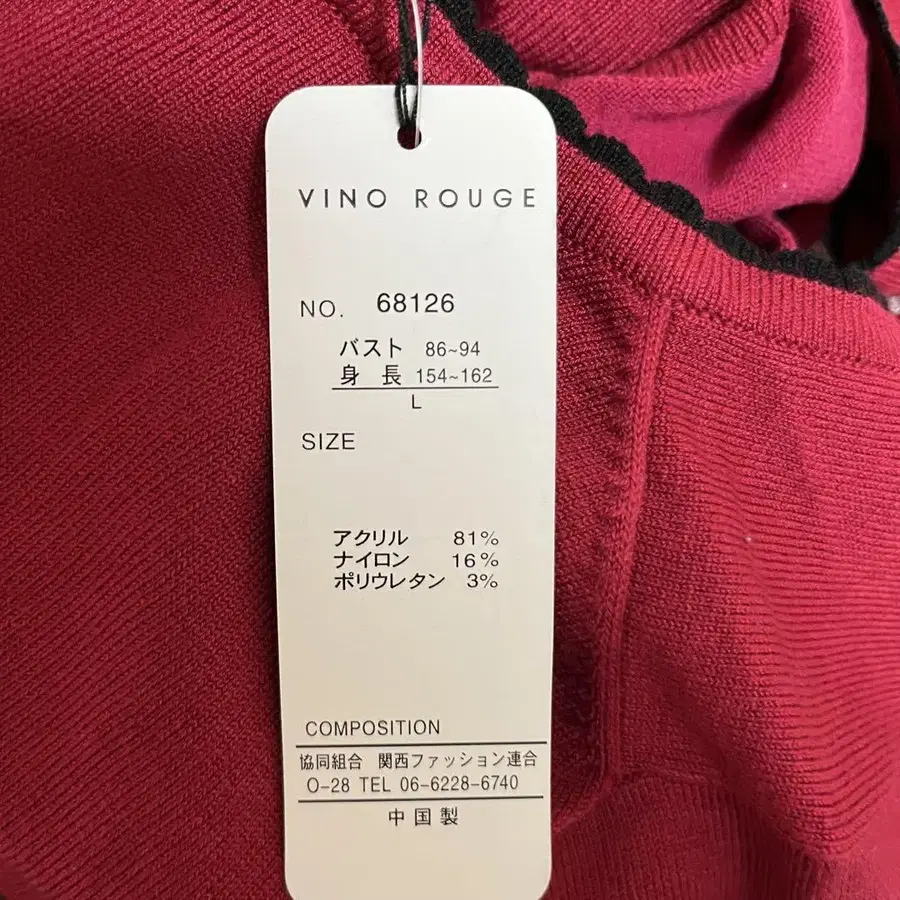 VINO ROUGE
NO. 68126
バスト 86~94
身 長 154~162
L
SIZE
アクリル 81%
ナイロン 16%
ポリウレタン 3%
COMPOSITION
協同組合 関西ファッション連合
O-28 TEL 06-6228-6740
中国製